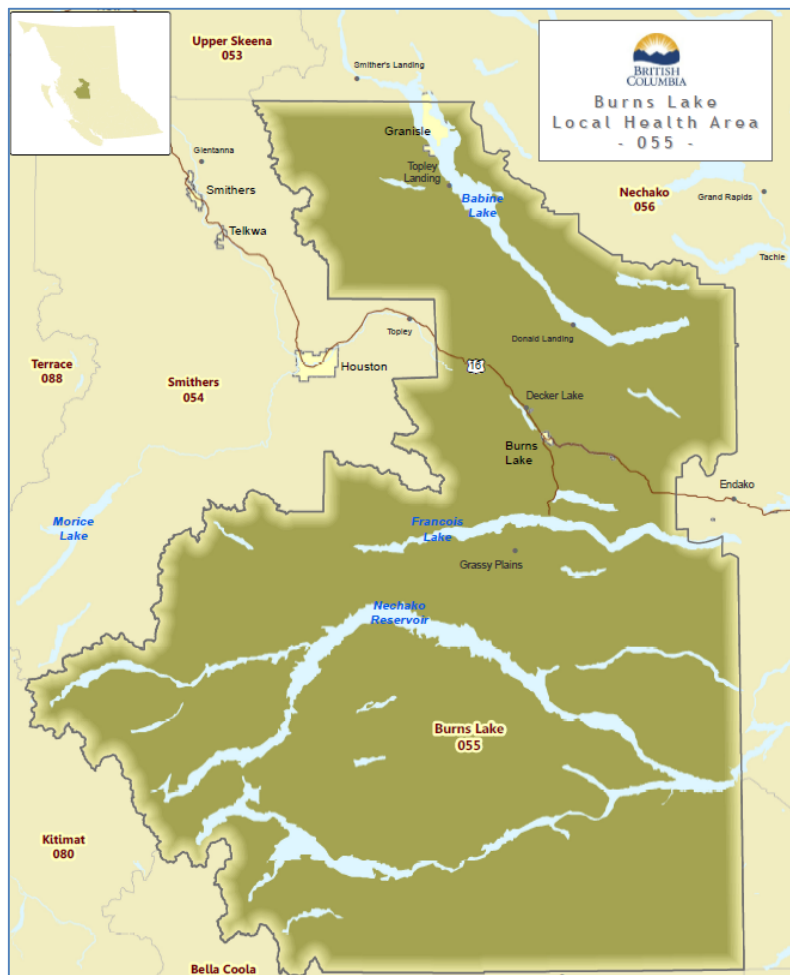 Upper Skeena
053
Smither's Landing
BRITISH
COLUMBIA
Burns Lake
Local Health Area
- 055 -
Granisle
Glentanna
Topley
Landing
Smithers
Babine
Lake
Nechako
056
Grand Rapids
Telkwa
Tachie
Topley
Donald Landing
Terrace
088
Houston
16
Smithers
054
Decker Lake
Burns
Lake
Endako
Morice
Lake
Francois
Lake
Grassy Plains
Nechako
Reservoir
Burns Lake
055
Kitimat
080
Bella Coola